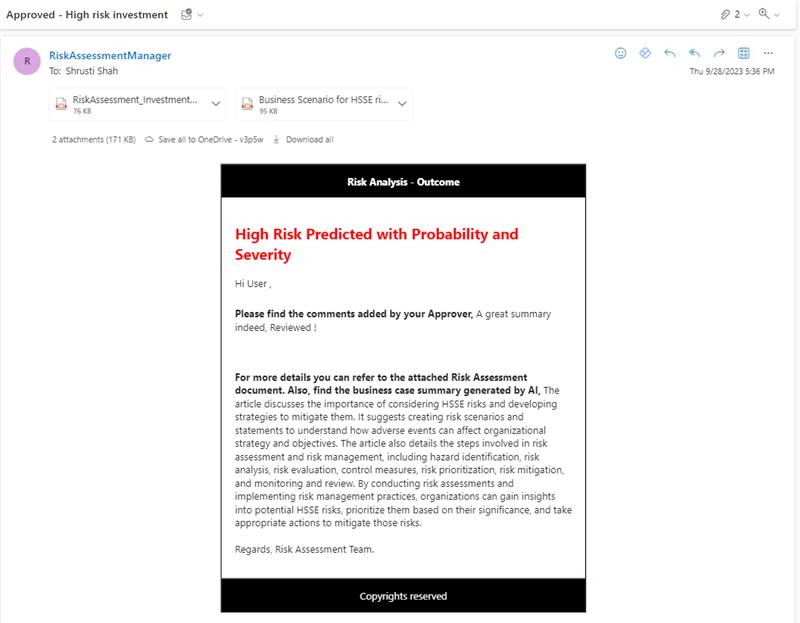 Approved - High risk investment
2
R
RiskAssessmentManager
To: Shrusti Shah
Thu 9/28/2023 5:36 PM
RiskAssessment_Investment...
76 KB
Business Scenario for HSSE ri...
95 KB
2 attachments (171 KB) Save all to OneDrive - v3p5w Download all
Risk Analysis - Outcome
High Risk Predicted with Probability and
Severity
Hi User ,
Please find the comments added by your Approver, A great summary
indeed, Reviewed !
For more details you can refer to the attached Risk Assessment
document. Also, find the business case summary generated by AI, The
article discusses the importance of considering HSSE risks and developing
strategies to mitigate them. It suggests creating risk scenarios and
statements to understand how adverse events can affect organizational
strategy and objectives. The article also details the steps involved in risk
assessment and risk management, including hazard identification, risk
analysis, risk evaluation, control measures, risk prioritization, risk mitigation,
and monitoring and review. By conducting risk assessments and
implementing risk management practices, organizations can gain insights
into potential HSSE risks, prioritize them based on their significance, and take
appropriate actions to mitigate those risks.
Regards, Risk Assessment Team.
Copyrights reserved